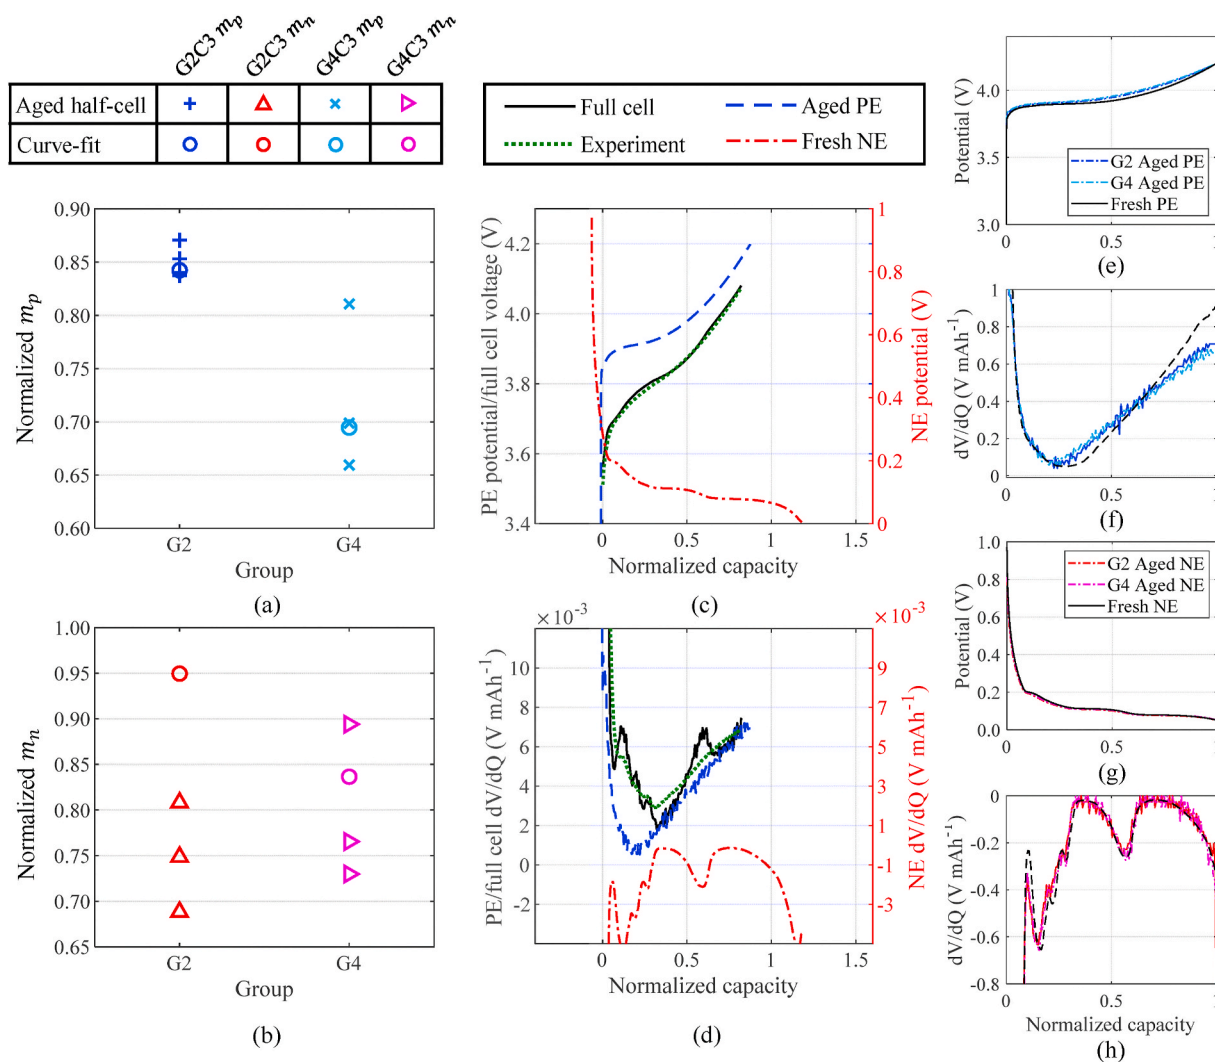 G2C3 mp
G2C3 mn
G4C3 mp
G4C3 mn
Aged half-cell
Curve-fit
Full cell
Aged PE
Experiment
Fresh NE
0.90
0.85
0.80
0.75
0.70
0.65
0.60
Normalized mp
G2
G4
Group
(a)
1.00
0.95
0.90
0.85
0.80
0.75
0.70
0.65
Normalized mn
G2
G4
Group
(b)
4.2
4.0
3.8
3.6
3.4
PE potential/full cell voltage (V)
1
0.8
0.6
0.4
0.2
0
NE potential (V)
0
0.5
1
1.5
Normalized capacity
(c)
×10⁻³
×10⁻³
10
8
6
4
2
0
-2
PE/full cell dV/dQ (V mAh⁻¹)
9
7
5
3
1
-1
-3
NE dV/dQ (V mAh⁻¹)
0
0.5
1
1.5
Normalized capacity
(d)
4.0
3.5
3.0
Potential (V)
G2 Aged PE
G4 Aged PE
Fresh PE
0
0.5
1
(e)
1
0.8
0.6
0.4
0.2
0
dV/dQ (V mAh⁻¹)
0
0.5
1
(f)
1.0
0.8
0.6
0.4
0.2
0.0
Potential (V)
G2 Aged NE
G4 Aged NE
Fresh NE
0
0.5
1
(g)
0
-0.2
-0.4
-0.6
-0.8
dV/dQ (V mAh⁻¹)
0
0.5
1
Normalized capacity
(h)